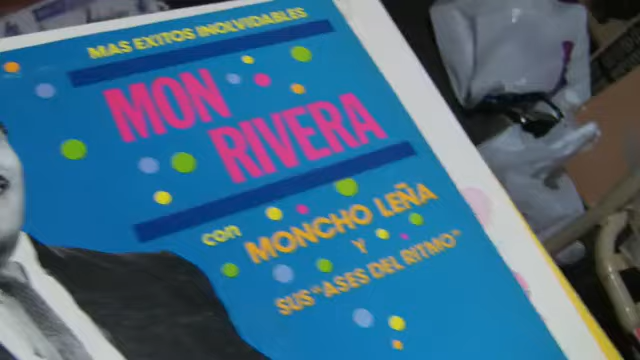 MAS EXITOS INOLVIDABLES
MON
RIVERA
con
MONCHO LEÑA
Y
SUS "ASES DEL RITMO"